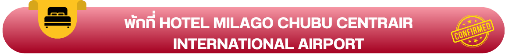 พักที่ HOTEL MILAGO CHUBU CENTRAIR
INTERNATIONAL AIRPORT
CONFIRMED